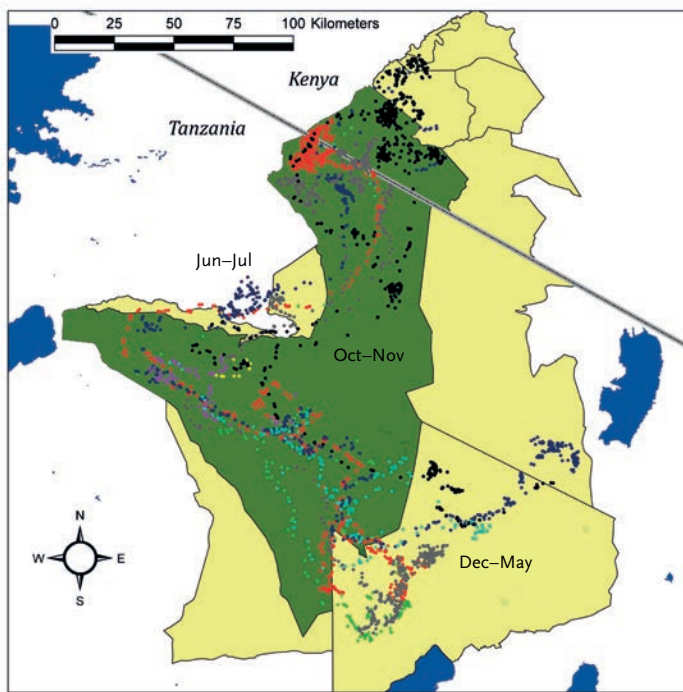 0 25 50 75 100 Kilometers
Kenya
Tanzania
Jun–Jul
Oct–Nov
Dec–May
N
W E
S